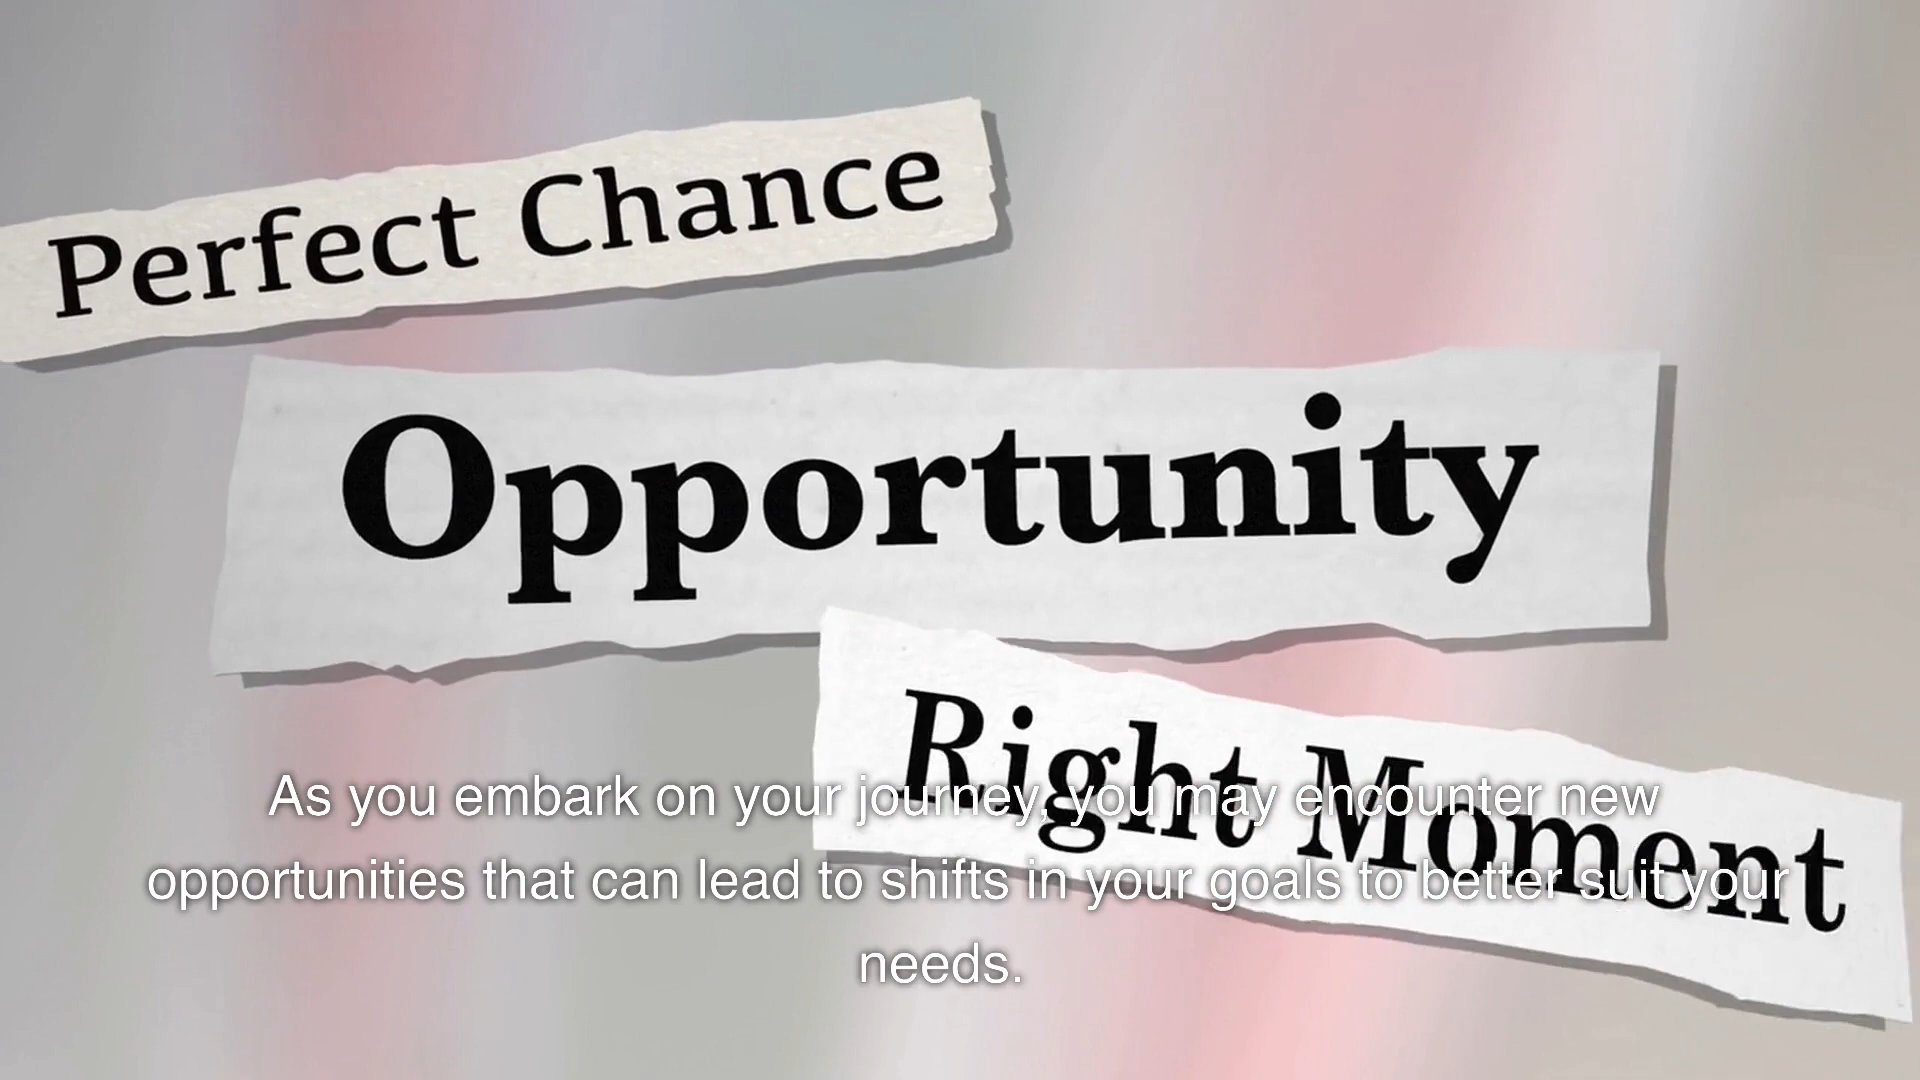 Perfect Chance
Opportunity
Right Moment
As you embark on your journey, you may encounter new
opportunities that can lead to shifts in your goals to better suit your
needs.